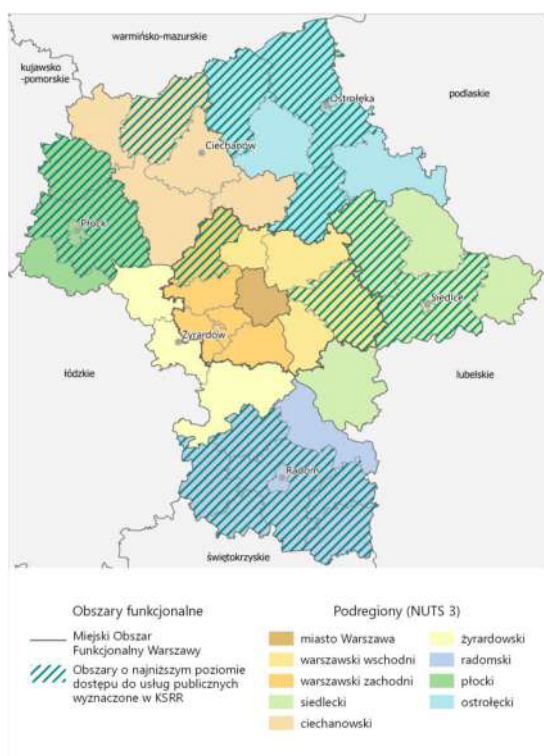 warmińsko-mazurskie
kujawsko
-pomorskie
podlaskie
Ostrołęka
Ciechanów
Płock
Siedlce
Żyrardów
łódzkie
lubelskie
Radom
świętokrzyskie
Obszary funkcjonalne
Miejski Obszar
Funkcjonalny Warszawy
Obszary o najniższym poziomie
dostępu do usług publicznych
wyznaczone w KSRR
Podregiony (NUTS 3)
miasto Warszawa
warszawski wschodni
warszawski zachodni
siedlecki
ciechanowski
żyrardowski
radomski
płocki
ostrołęcki